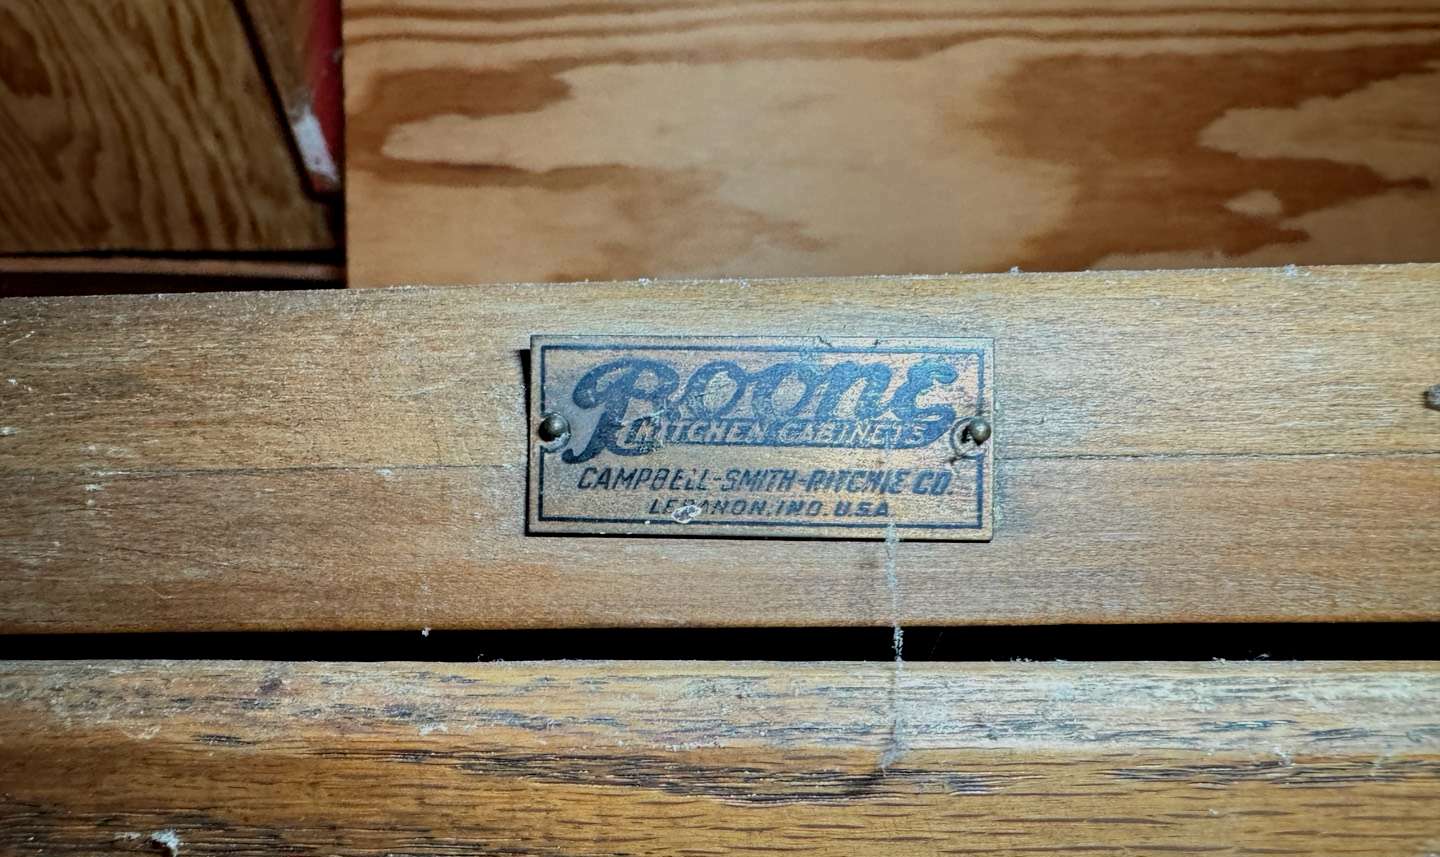 Boone
KITCHEN CABINETS
CAMPBELL-SMITH-RITCHIE CO.
LEBANON, IND. U.S.A